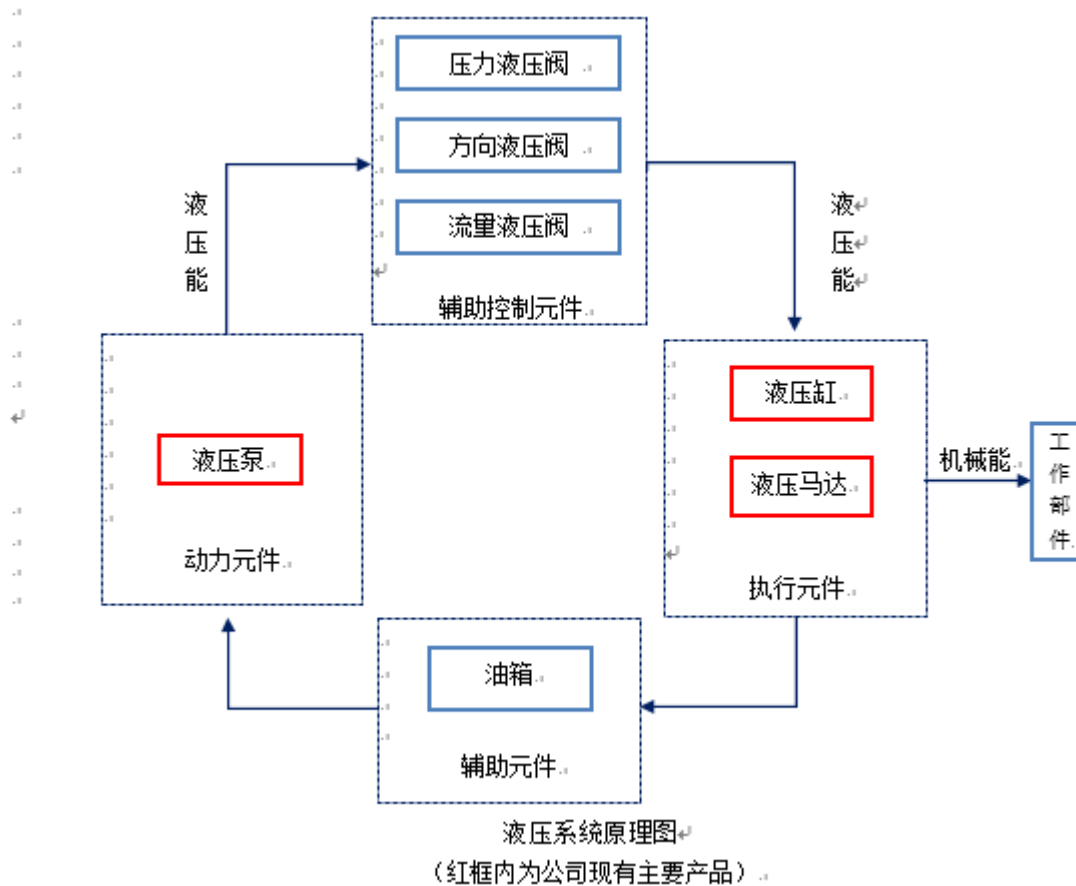 压力液压阀
方向液压阀
流量液压阀
辅助控制元件
液压能
液压能
液压泵
动力元件
液压缸
液压马达
执行元件
机械能
工作部件
油箱
辅助元件
液压系统原理图
（红框内为公司现有主要产品）